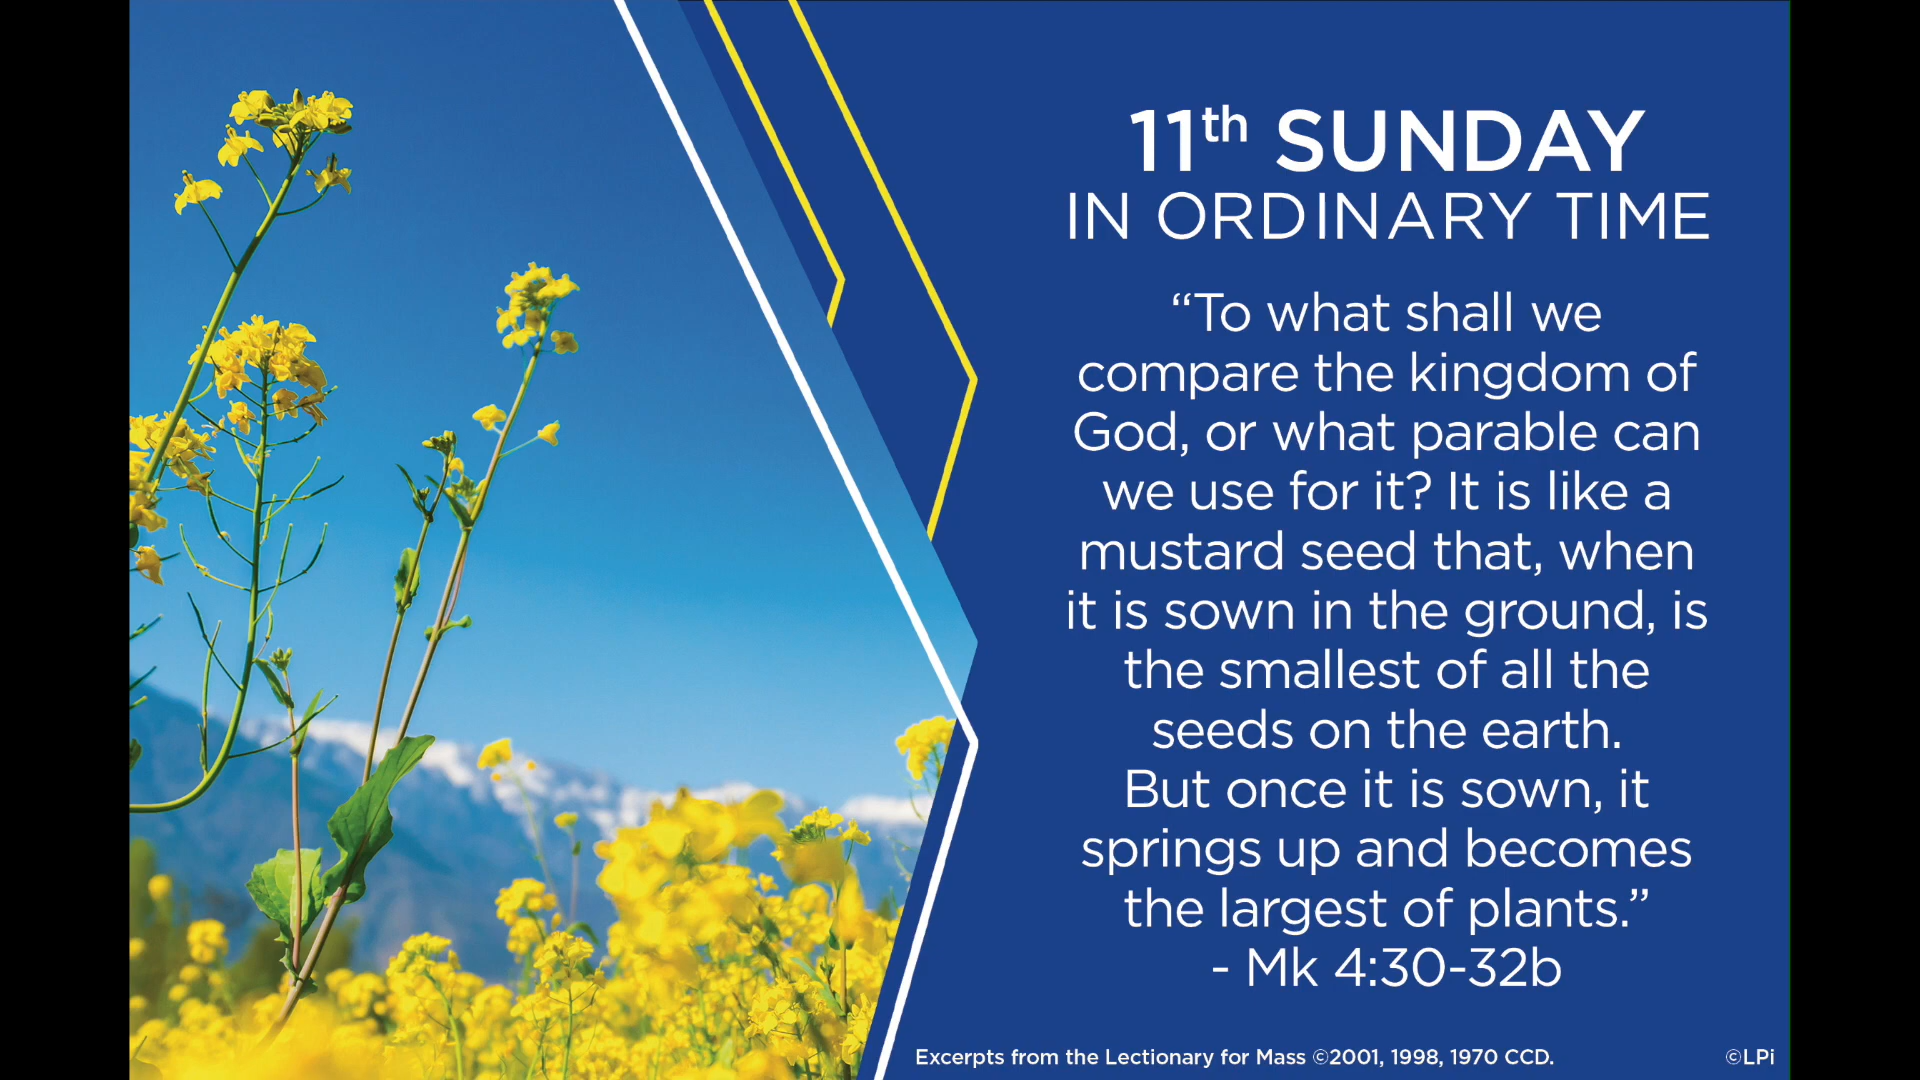 11th SUNDAY
IN ORDINARY TIME
“To what shall we
compare the kingdom of
God, or what parable can
we use for it? It is like a
mustard seed that, when
it is sown in the ground, is
the smallest of all the
seeds on the earth.
But once it is sown, it
springs up and becomes
the largest of plants.”
- Mk 4:30-32b
Excerpts from the Lectionary for Mass ©2001, 1998, 1970 CCD.
©LPi